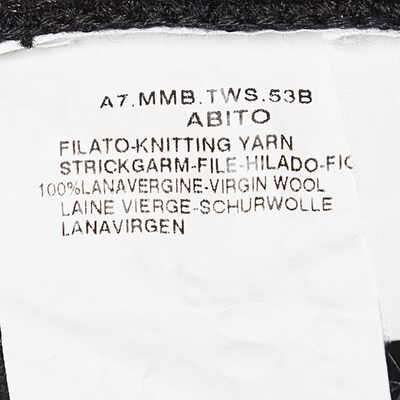 A7.MMB.TWS.53B
ABITO
FILATO-KNITTING YARN
STRICKGARM-FILE-HILADO-FIO
100%LANAVERGINE-VIRGIN WOOL
LAINE VIERGE-SCHURWOLLE
LANAVIRGEN